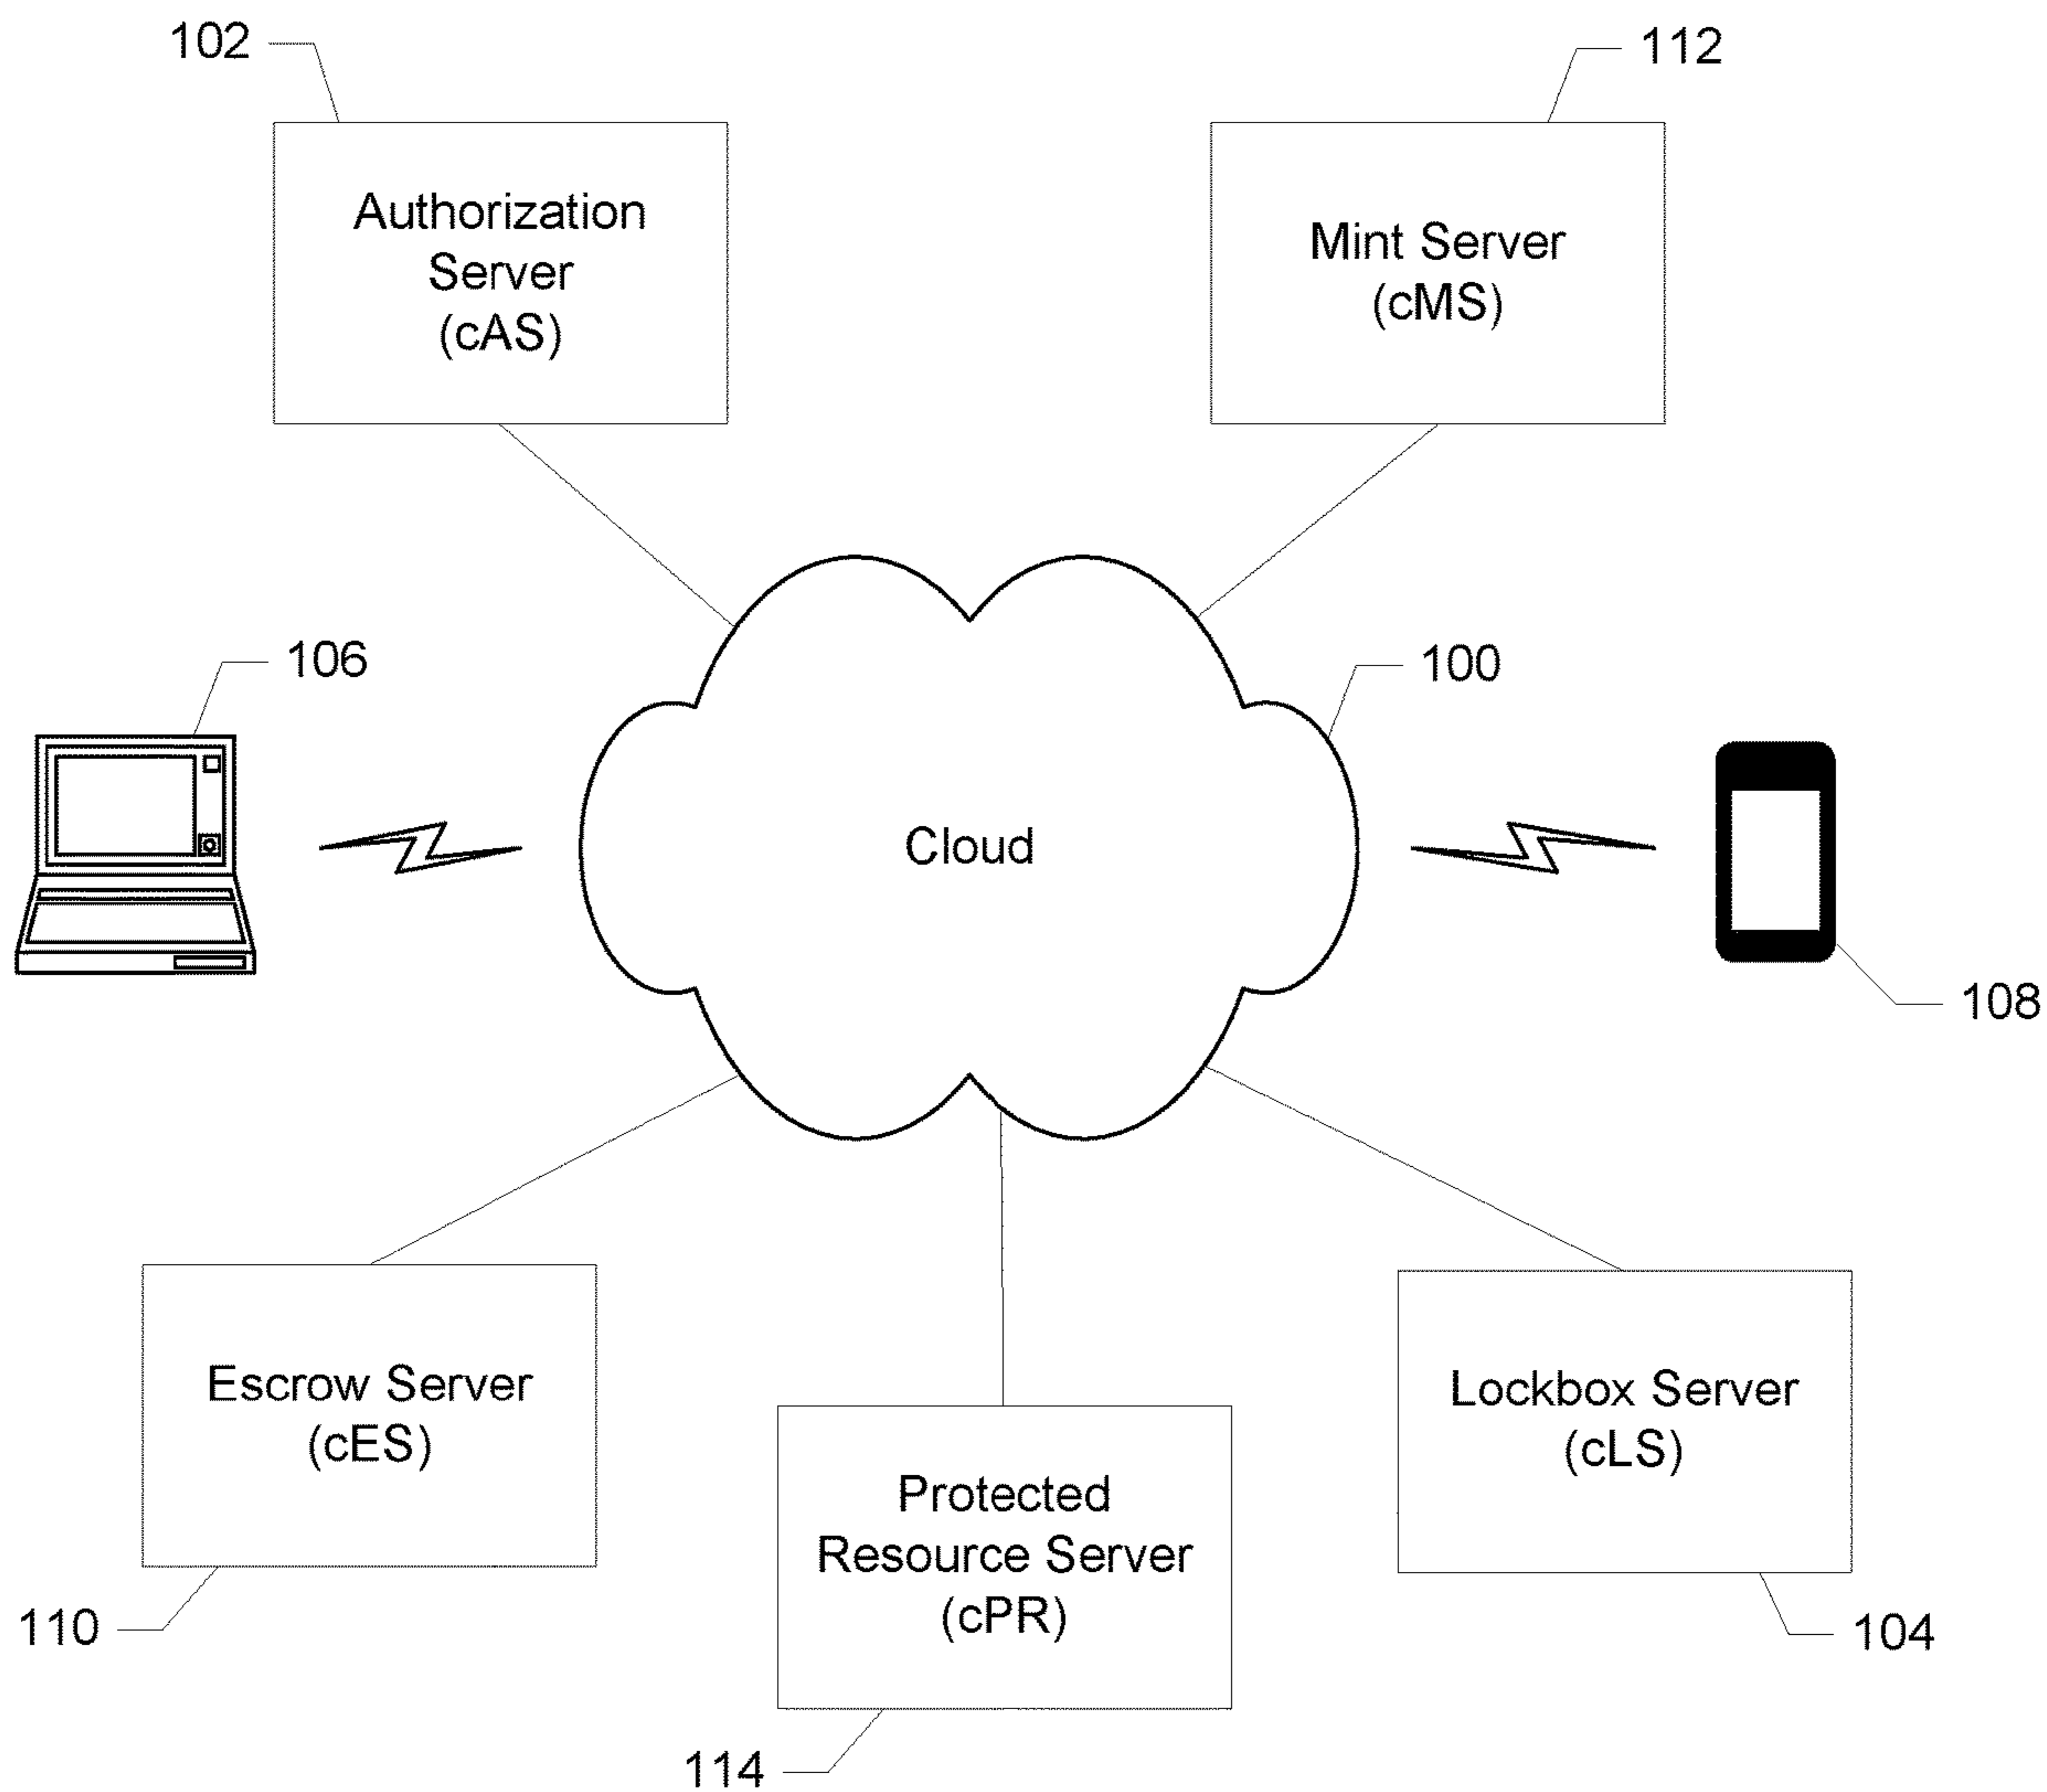 102
112
Authorization
Server
(cAS)
Mint Server
(cMS)
106
100
Cloud
108
Escrow Server
(cES)
Lockbox Server
(cLS)
Protected
Resource Server
(cPR)
110
104
114